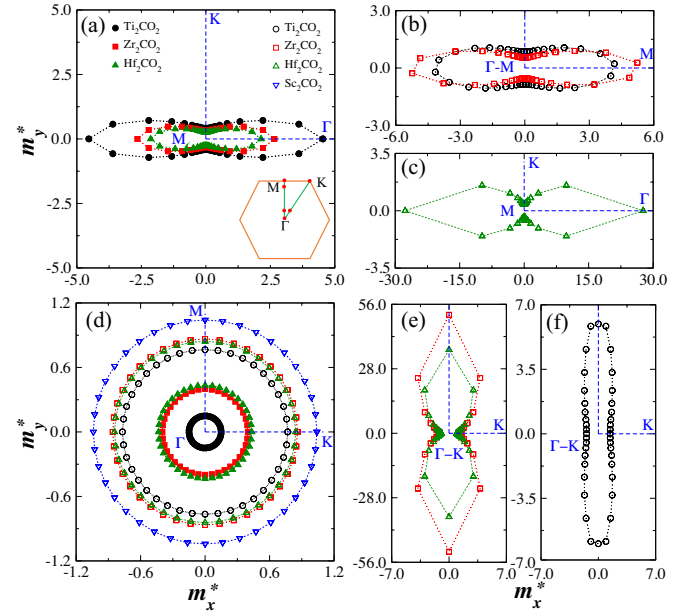 (a)
K
Ti₂CO₂
Zr₂CO₂
Hf₂CO₂
Ti₂CO₂
Zr₂CO₂
Hf₂CO₂
Sc₂CO₂
5.0
2.5
0.0
-2.5
-5.0
m*y
M
Γ
M
K
Γ
-5.0 -2.5 0.0 2.5 5.0
(b)
3.0
1.0
0.0
-1.0
-3.0
Γ-M
M
-6.0 -3.0 0.0 3.0 6.0
(c)
K
3.5
0.0
-3.5
M
Γ
-30.0 -15.0 0.0 15.0 30.0
(d)
M
1.2
0.6
0.0
-0.6
-1.2
m*y
Γ
K
-1.2 -0.6 0.0 0.6 1.2
m*x
(e)
56.0
28.0
0.0
-28.0
-56.0
Γ–K
K
-7.0 0.0 7.0
(f)
7.0
3.5
0.0
-3.5
-7.0
Γ–K
K
0.0 7.0
m*x